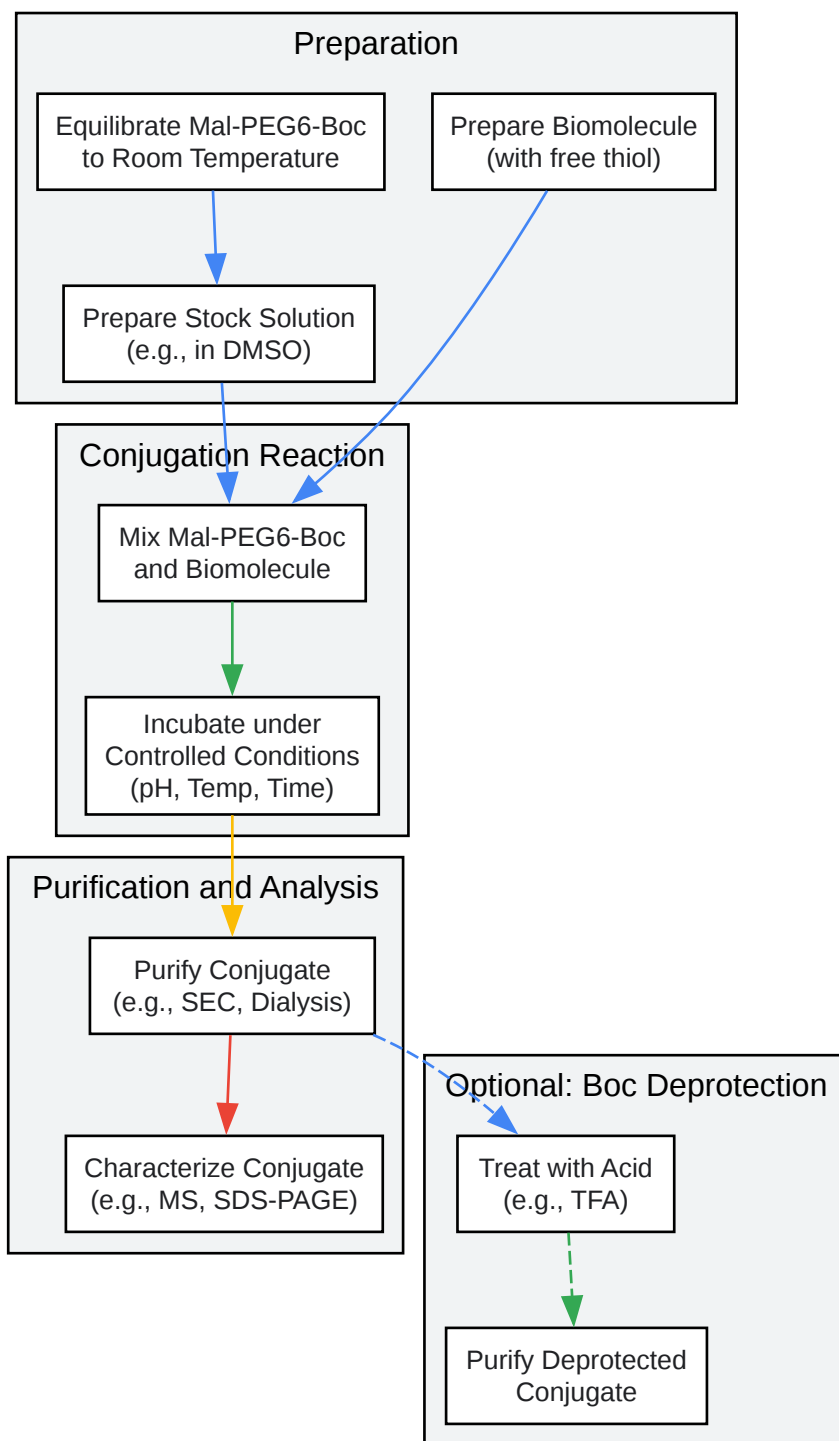 Preparation
Equilibrate Mal-PEG6-Boc
to Room Temperature
Prepare Biomolecule
(with free thiol)
Prepare Stock Solution
(e.g., in DMSO)
Conjugation Reaction
Mix Mal-PEG6-Boc
and Biomolecule
Incubate under
Controlled Conditions
(pH, Temp, Time)
Purification and Analysis
Purify Conjugate
(e.g., SEC, Dialysis)
Characterize Conjugate
(e.g., MS, SDS-PAGE)
Optional: Boc Deprotection
Treat with Acid
(e.g., TFA)
Purify Deprotected
Conjugate